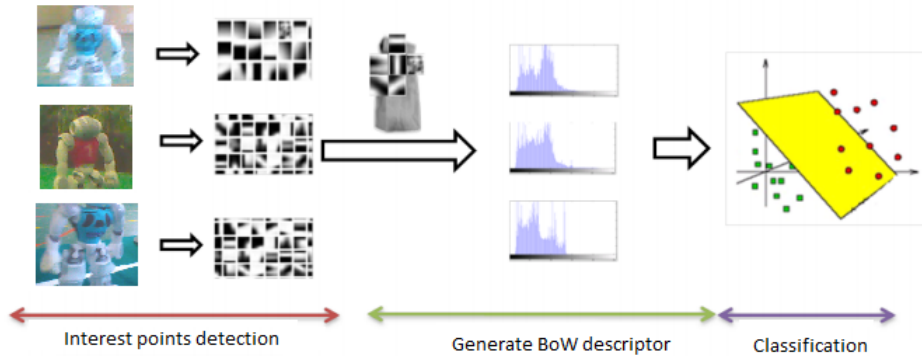 Interest points detection
Generate BoW descriptor
Classification